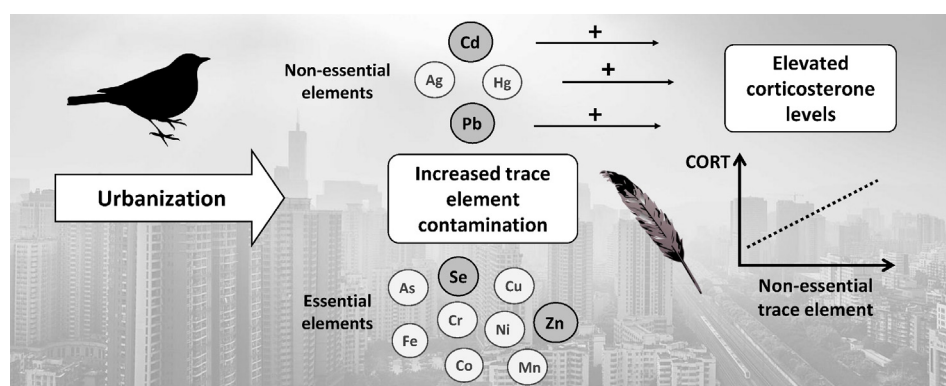 Cd
+
Non-essential
elements
Ag
Hg
+
Pb
+
Elevated
corticosterone
levels
Urbanization
Increased trace
element
contamination
CORT
Non-essential
trace element
Essential
elements
As
Se
Cu
Cr
Ni
Zn
Fe
Co
Mn